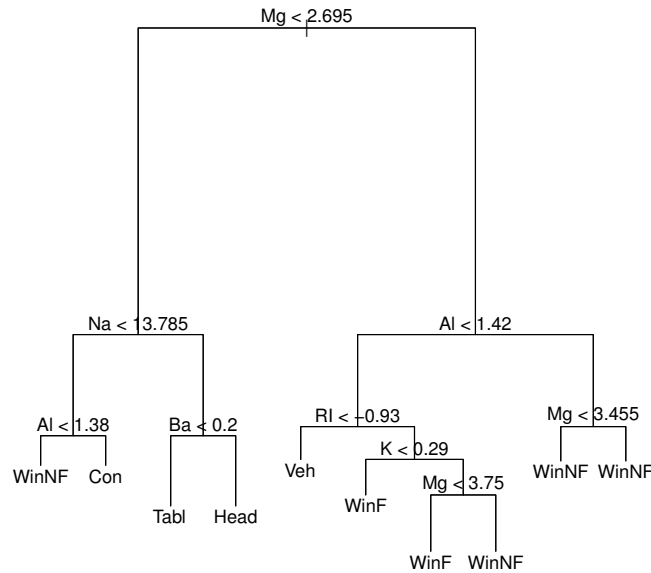 Mg < 2.695
Na < 13.785
Al < 1.42
Al < 1.38
Ba < 0.2
RI < −0.93
Mg < 3.455
K < 0.29
WinNF
Con
Veh
WinNF
WinNF
Mg < 3.75
WinF
Tabl
Head
WinF
WinNF